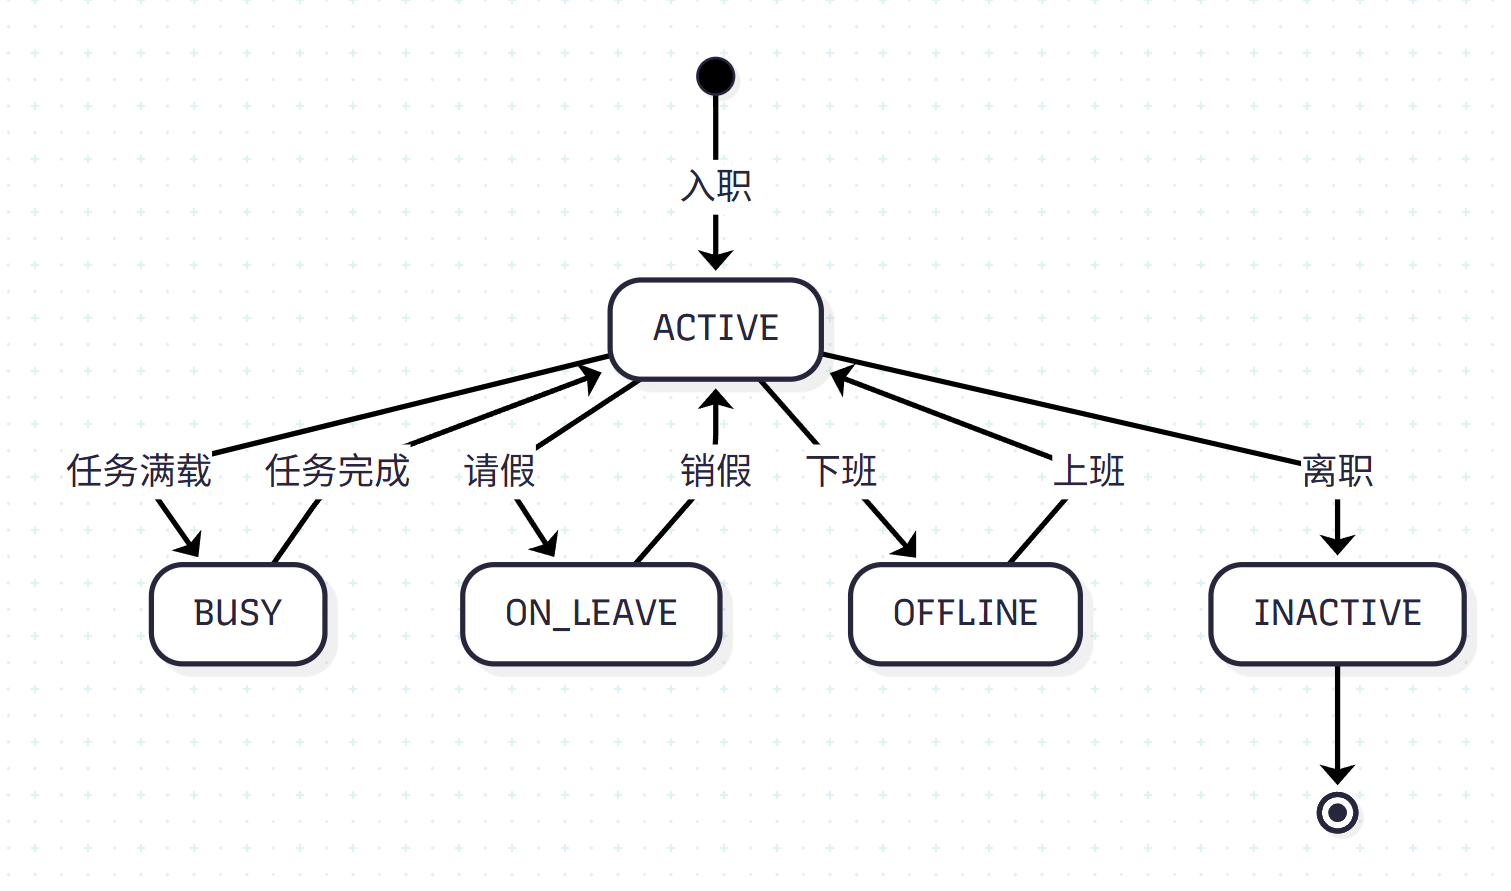 入职
ACTIVE
任务满载
任务完成
请假
销假
下班
上班
离职
BUSY
ON_LEAVE
OFFLINE
INACTIVE